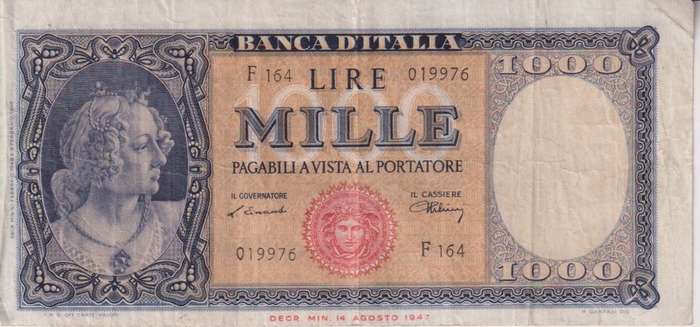 BANCA D'ITALIA
1000
F 164
LIRE
019976
1000
MILLE
PAGABILI A VISTA AL PORTATORE
IL GOVERNATORE
IL CASSIERE
019976
F 164
1000
DECR. MIN. 14 AGOSTO 1947